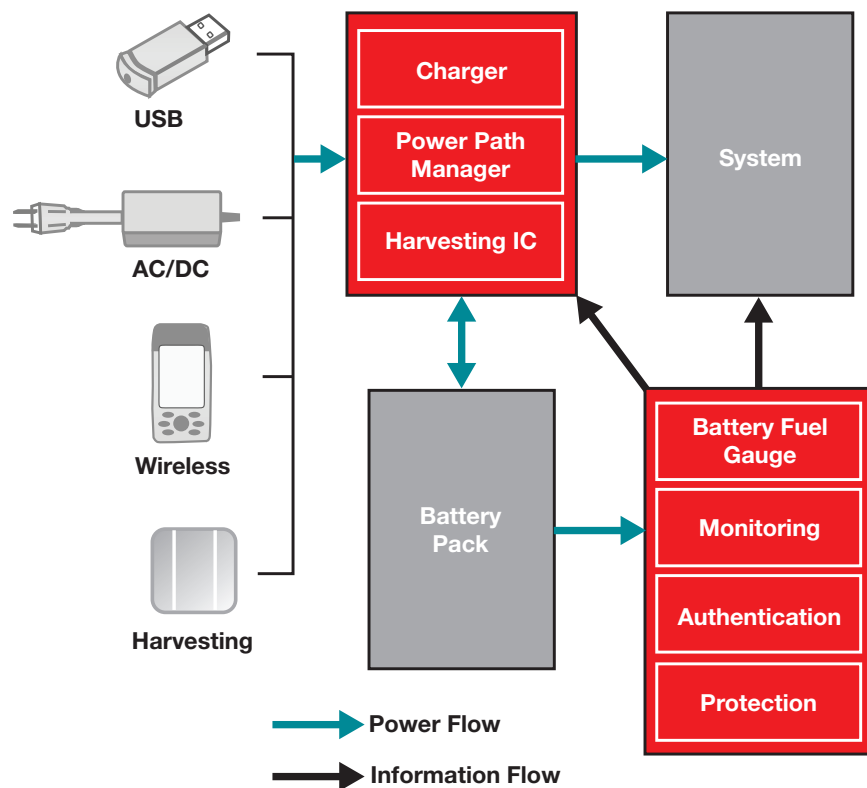 USB
AC/DC
Wireless
Harvesting
Charger
Power Path
Manager
Harvesting IC
System
Battery
Pack
Battery Fuel
Gauge
Monitoring
Authentication
Protection
Power Flow
Information Flow